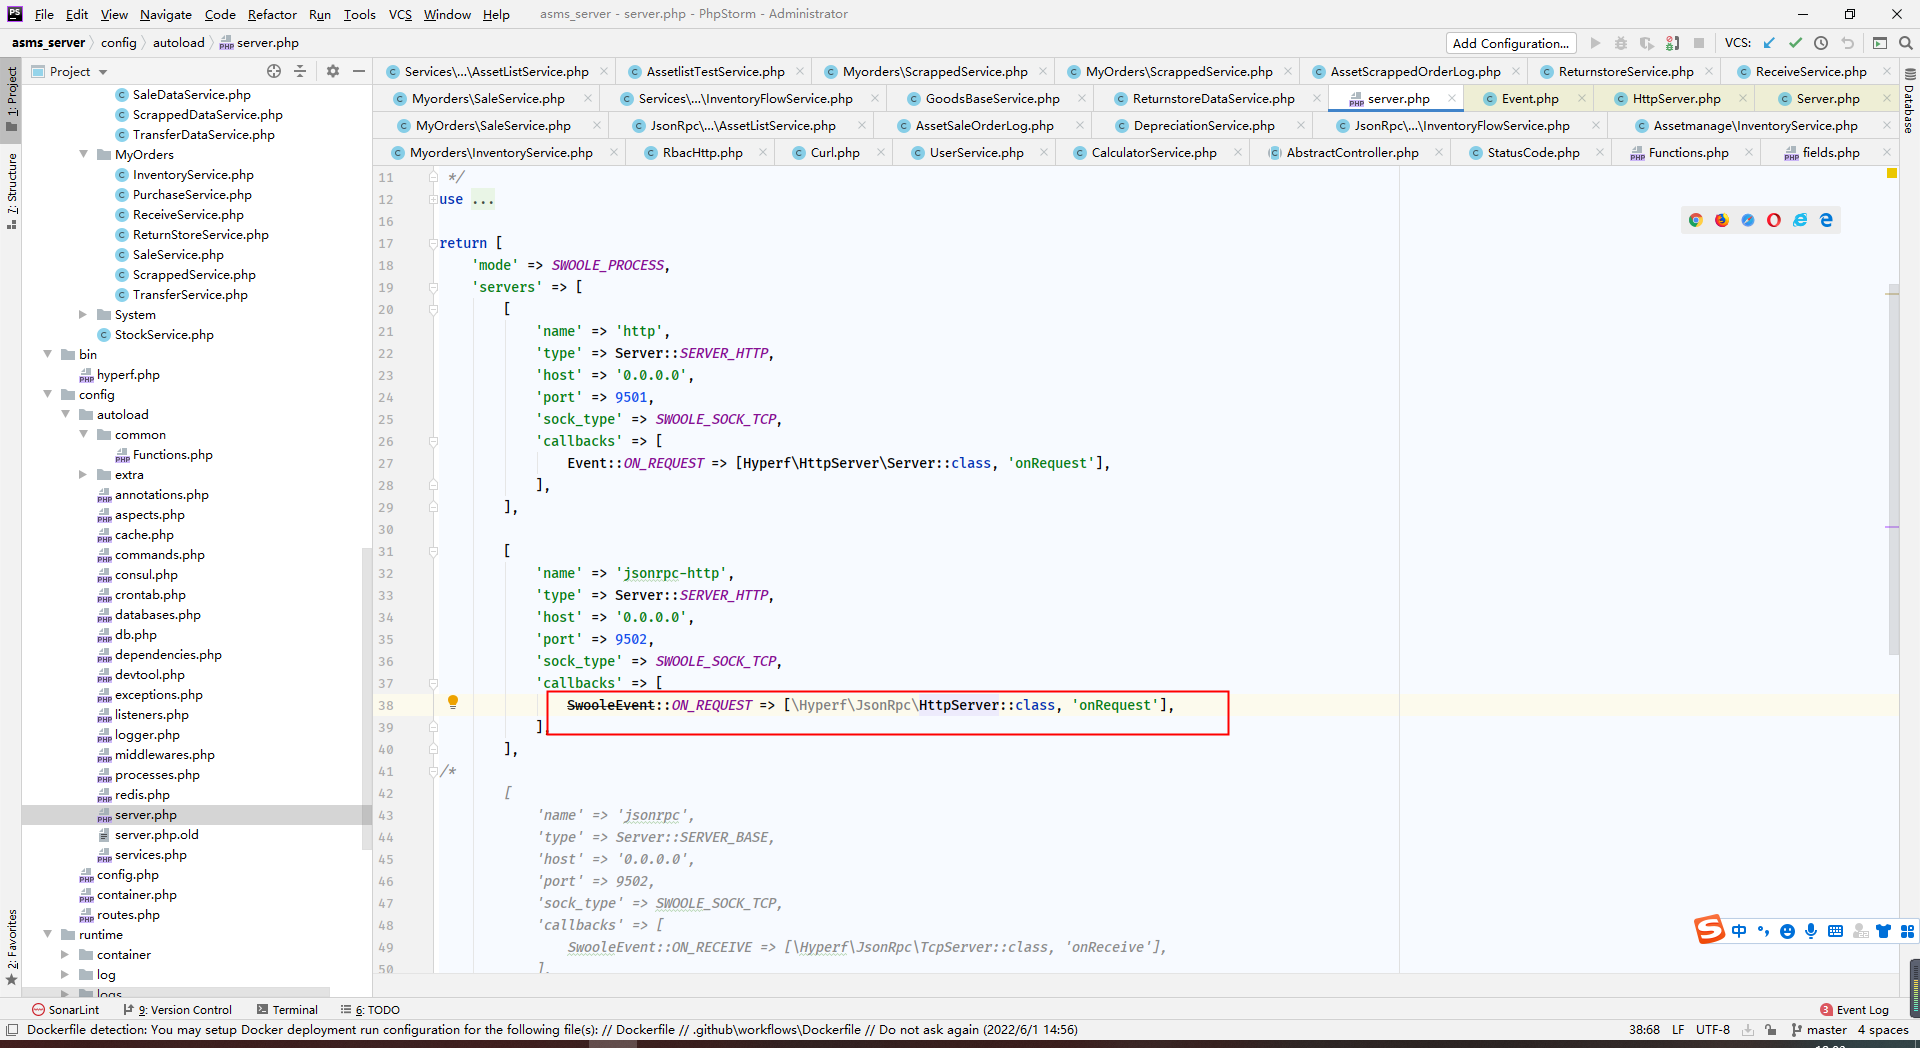 File Edit View Navigate Code Refactor Run Tools VCS Window Help asms_server - server.php - PhpStorm - Administrator
asms_server config autoload server.php Add Configuration... VCS:
Project
Services\...\AssetListService.php AssetlistTestService.php Myorders\ScrappedService.php MyOrders\ScrappedService.php AssetScrappedOrderLog.php ReturnstoreService.php ReceiveService.php
Myorders\SaleService.php Services\...\InventoryFlowService.php GoodsBaseService.php ReturnstoreDataService.php server.php Event.php HttpServer.php Server.php
MyOrders\SaleService.php JsonRpc\...\AssetListService.php AssetSaleOrderLog.php DepreciationService.php JsonRpc\...\InventoryFlowService.php Assetmanage\InventoryService.php
Myorders\InventoryService.php RbacHttp.php Curl.php UserService.php CalculatorService.php AbstractController.php StatusCode.php Functions.php fields.php
1: Project
7: Structure
2: Favorites
Database
SaleDataService.php
ScrappedDataService.php
TransferDataService.php
MyOrders
InventoryService.php
PurchaseService.php
ReceiveService.php
ReturnStoreService.php
SaleService.php
ScrappedService.php
TransferService.php
System
StockService.php
bin
hyperf.php
config
autoload
common
Functions.php
extra
annotations.php
aspects.php
cache.php
commands.php
consul.php
crontab.php
databases.php
db.php
dependencies.php
devtool.php
exceptions.php
listeners.php
logger.php
middlewares.php
processes.php
redis.php
server.php
server.php.old
services.php
config.php
container.php
routes.php
runtime
container
log
logs
11 */
12 use ...
16
17 return [
18 'mode' => SWOOLE_PROCESS,
19 'servers' => [
20 [
21 'name' => 'http',
22 'type' => Server::SERVER_HTTP,
23 'host' => '0.0.0.0',
24 'port' => 9501,
25 'sock_type' => SWOOLE_SOCK_TCP,
26 'callbacks' => [
27 Event::ON_REQUEST => [Hyperf\HttpServer\Server::class, 'onRequest'],
28 ],
29 ],
30
31 [
32 'name' => 'jsonrpc-http',
33 'type' => Server::SERVER_HTTP,
34 'host' => '0.0.0.0',
35 'port' => 9502,
36 'sock_type' => SWOOLE_SOCK_TCP,
37 'callbacks' => [
38 SwooleEvent::ON_REQUEST => [\Hyperf\JsonRpc\HttpServer::class, 'onRequest'],
39 ],
40 ],
41 /*
42 [
43 'name' => 'jsonrpc',
44 'type' => Server::SERVER_BASE,
45 'host' => '0.0.0.0',
46 'port' => 9502,
47 'sock_type' => SWOOLE_SOCK_TCP,
48 'callbacks' => [
49 SwooleEvent::ON_RECEIVE => [\Hyperf\JsonRpc\TcpServer::class, 'onReceive'],
50 ],
中
SonarLint 9: Version Control Terminal 6: TODO 3 Event Log
Dockerfile detection: You may setup Docker deployment run configuration for the following file(s): // Dockerfile // .github\workflows\Dockerfile // Do not ask again (2022/6/1 14:56) 38:68 LF UTF-8 master 4 spaces